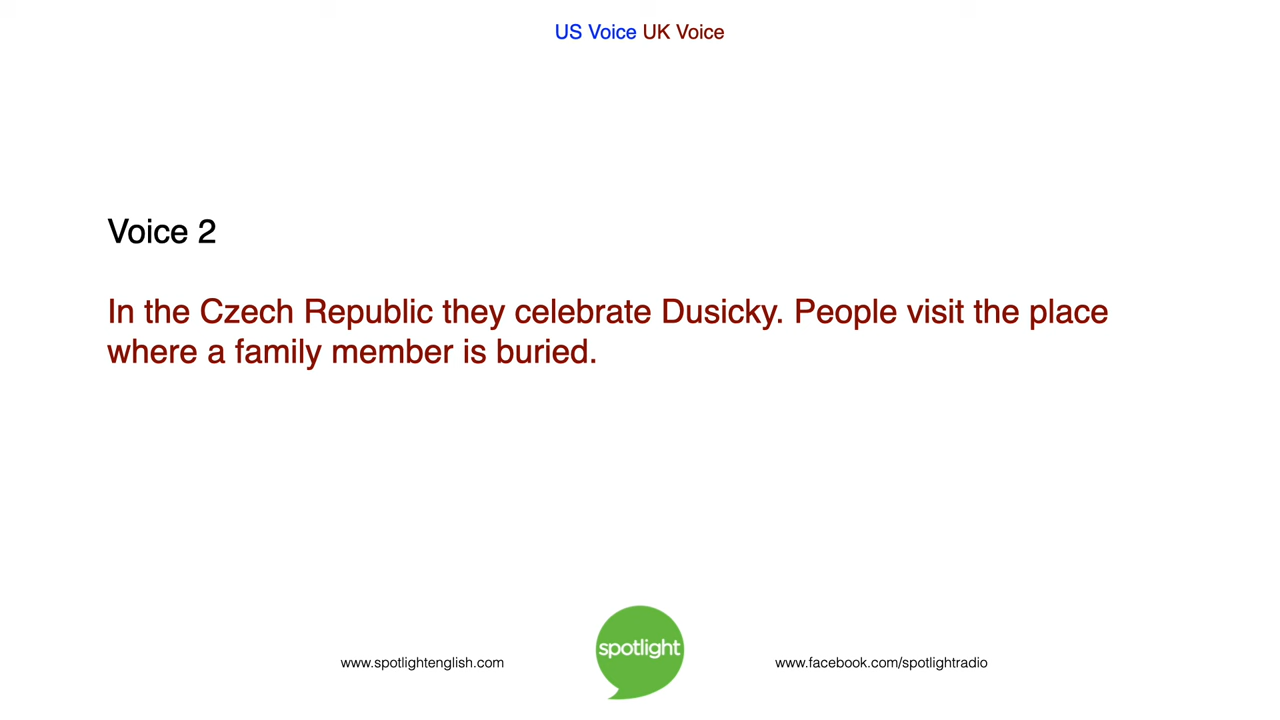 US Voice UK Voice
Voice 2
In the Czech Republic they celebrate Dusicky. People visit the place
where a family member is buried.
www.spotlightenglish.com
spotlight
www.facebook.com/spotlightradio